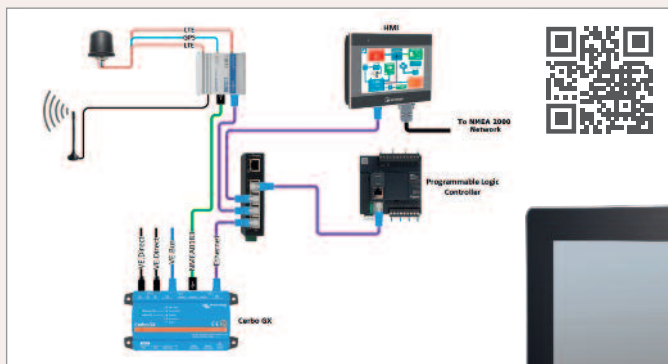 LTE
GPS
LTE
HMI
To NMEA 2000
Network
Programmable Logic
Controller
VE.Direct
VE.Direct
VE.Bus
NMEA0183
Ethernet
Cerbo GX